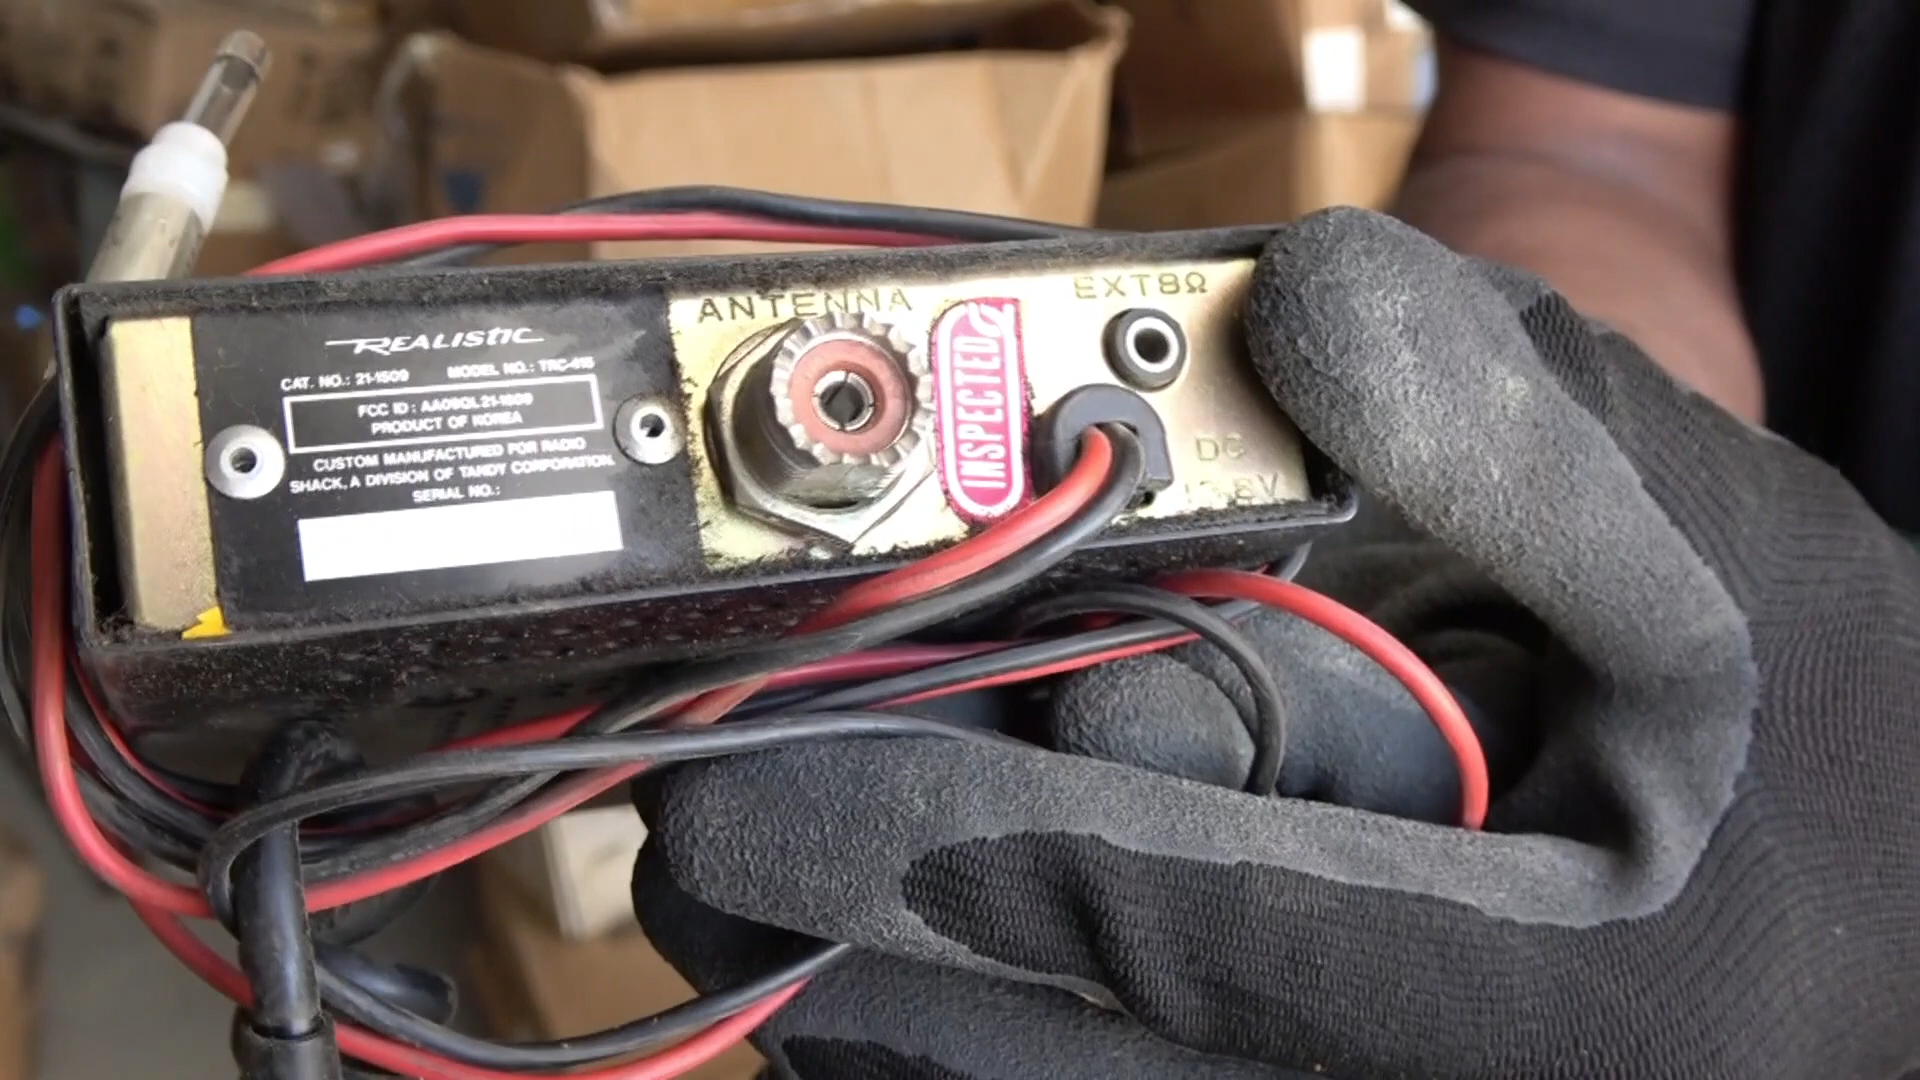 REALISTIC
CAT. NO.: 21-1509 MODEL NO.: TRC-415
FCC ID : AAO9QL21-1509
PRODUCT OF KOREA
CUSTOM MANUFACTURED FOR RADIO
SHACK, A DIVISION OF TANDY CORPORATION.
SERIAL NO.:
ANTENNA
INSPECTED
EXT8Ω
DC